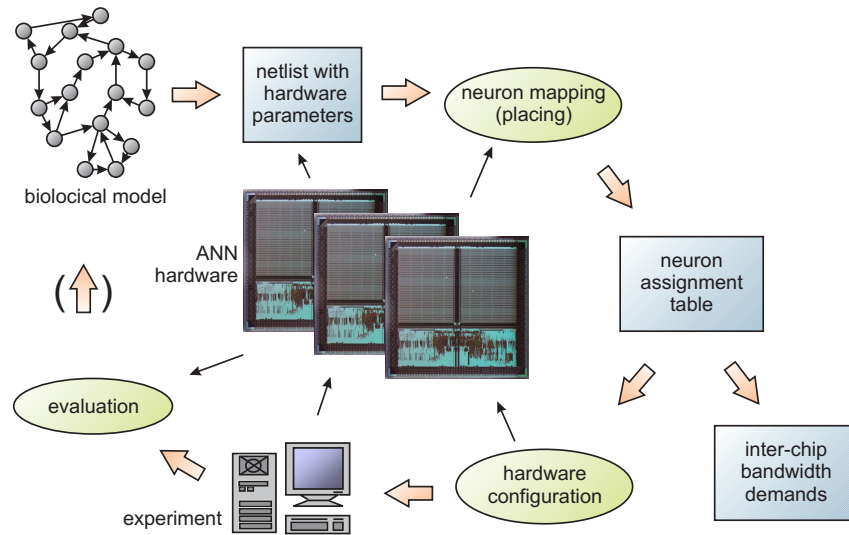 netlist with
hardware
parameters
neuron mapping
(placing)
biolocical model
ANN
hardware
neuron
assignment
table
( )
evaluation
hardware
configuration
inter-chip
bandwidth
demands
experiment